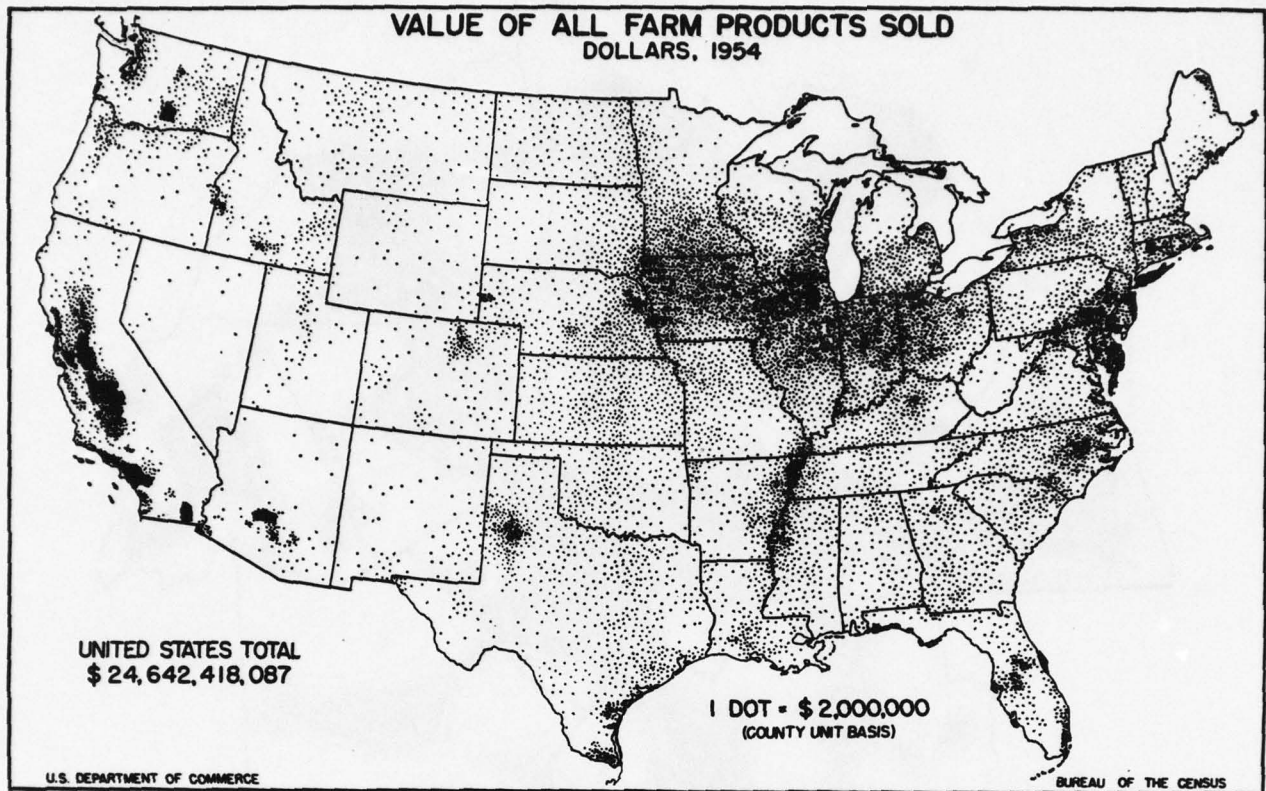 VALUE OF ALL FARM PRODUCTS SOLD
DOLLARS, 1954
UNITED STATES TOTAL
$ 24,642,418,087
1 DOT = $ 2,000,000
(COUNTY UNIT BASIS)
U.S. DEPARTMENT OF COMMERCE
BUREAU OF THE CENSUS